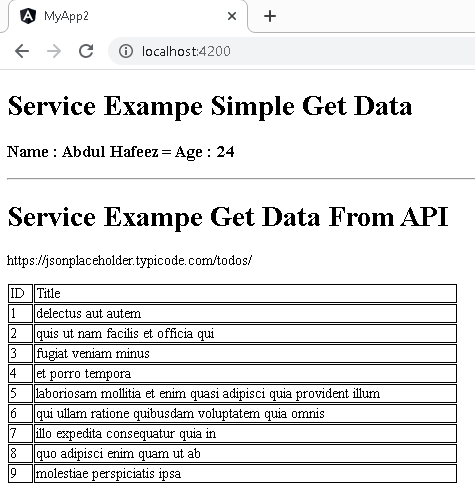 MyApp2
localhost:4200
Service Exampe Simple Get Data
Name : Abdul Hafeez = Age : 24
Service Exampe Get Data From API
https://jsonplaceholder.typicode.com/todos/
ID Title
1 delectus aut autem
2 quis ut nam facilis et officia qui
3 fugiat veniam minus
4 et porro tempora
5 laboriosam mollitia et enim quasi adipisci quia provident illum
6 qui ullam ratione quibusdam voluptatem quia omnis
7 illo expedita consequatur quia in
8 quo adipisci enim quam ut ab
9 molestiae perspiciatis ipsa